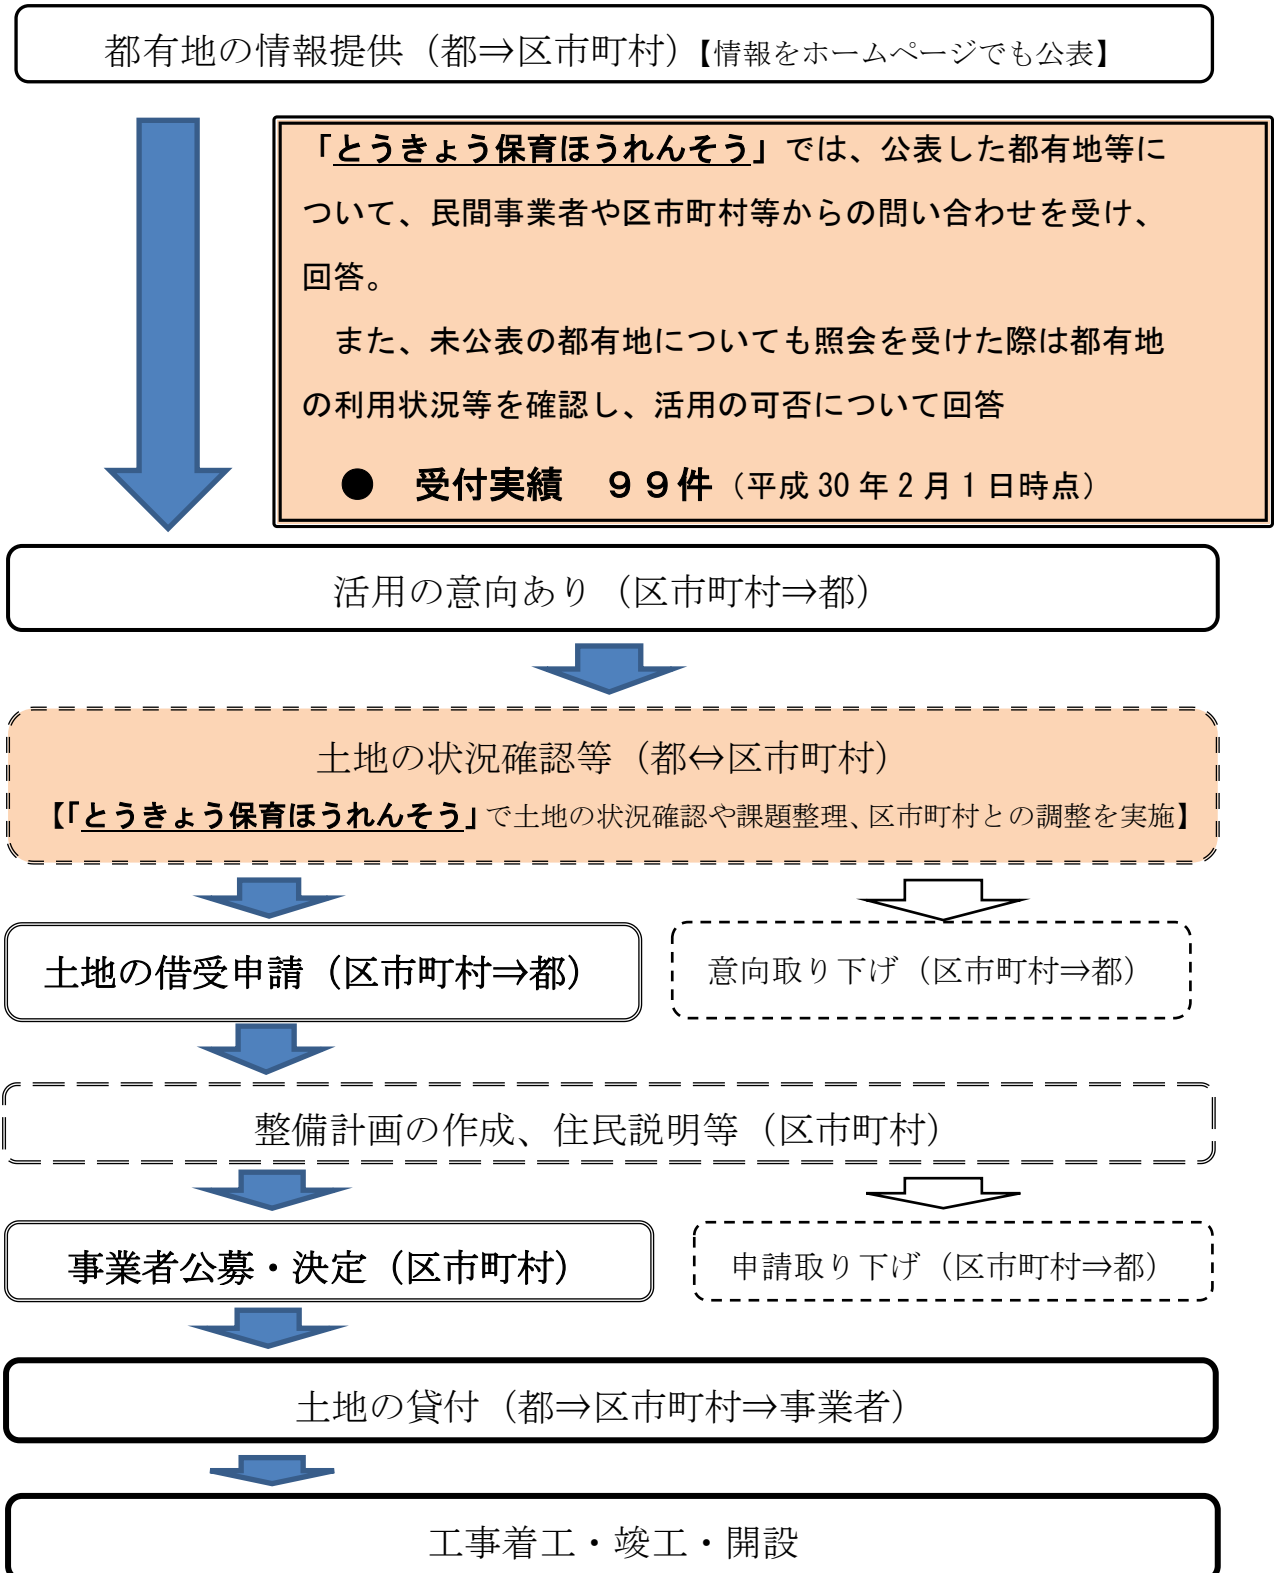 都有地の情報提供（都⇒区市町村）【情報をホームページでも公表】
「とうきょう保育ほうれんそう」では、公表した都有地等に
ついて、民間事業者や区市町村等からの問い合わせを受け、
回答。
また、未公表の都有地についても照会を受けた際は都有地
の利用状況等を確認し、活用の可否について回答
● 受付実績 ９９件（平成30年2月1日時点）
活用の意向あり（区市町村⇒都）
土地の状況確認等（都⇔区市町村）
【「とうきょう保育ほうれんそう」で土地の状況確認や課題整理、区市町村との調整を実施】
土地の借受申請（区市町村⇒都）
意向取り下げ（区市町村⇒都）
整備計画の作成、住民説明等（区市町村）
事業者公募・決定（区市町村）
申請取り下げ（区市町村⇒都）
土地の貸付（都⇒区市町村⇒事業者）
工事着工・竣工・開設